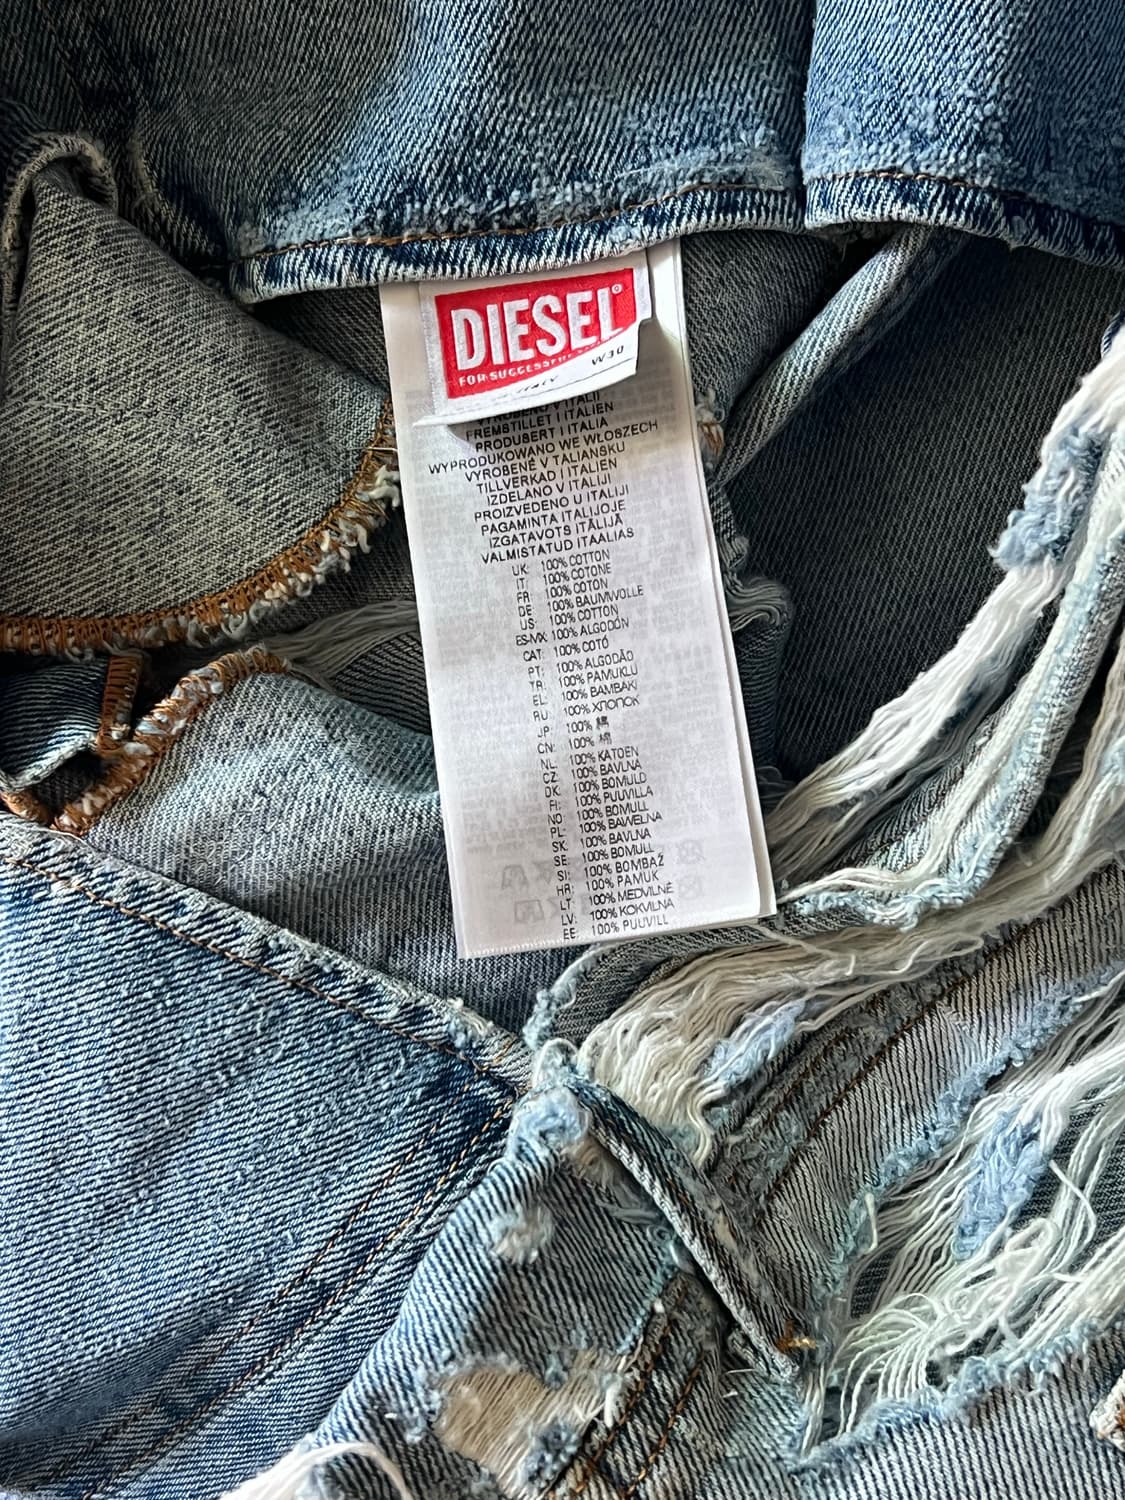 DIESEL®
FOR SUCCESSFUL
Italy W30
VYROBENO V ITALII
FREMSTILLET I ITALIEN
PRODUSERT I ITALIA
WYPRODUKOWANO WE WŁOSZECH
VYROBENÉ V TALIANSKU
TILLVERKAD I ITALIEN
IZDELANO V ITALIJI
PROIZVEDENO U ITALIJI
PAGAMINTA ITALIJOJE
IZGATAVOTS ITĀLIJĀ
VALMISTATUD ITAALIAS
UK: 100% COTTON
IT: 100% COTONE
FR: 100% COTON
DE: 100% BAUMWOLLE
US: 100% COTTON
ES-MX: 100% ALGODÓN
CAT: 100% COTÓ
PT: 100% ALGODÃO
TR: 100% PAMUKLU
EL: 100% ΒΑΜΒΑΚΙ
RU: 100% ХЛОПОК
JP: 100% 綿
CN: 100% 棉
NL: 100% KATOEN
CZ: 100% BAVLNA
DK: 100% BOMULD
FI: 100% PUUVILLA
NO: 100% BOMULL
PL: 100% BAWEŁNA
SK: 100% BAVLNA
SE: 100% BOMULL
SI: 100% BOMBAŽ
HR: 100% PAMUK
LT: 100% MEDVILNĖ
LV: 100% KOKVILNA
EE: 100% PUUVILL